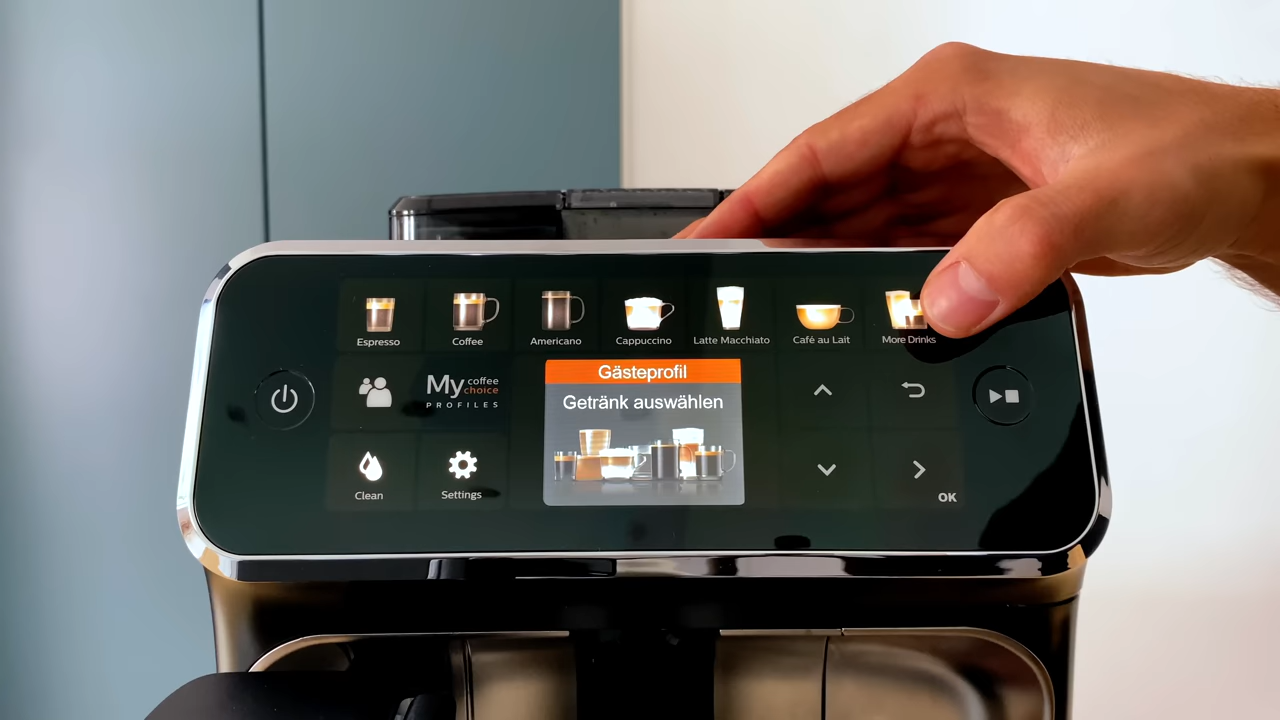 Espresso
Coffee
Americano
Cappuccino
Latte Macchiato
Café au Lait
More Drinks
My coffee choice
PROFILES
Gästeprofil
Getränk auswählen
Clean
Settings
OK